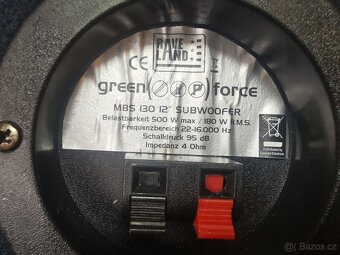 RAVE
LAND
CE
green force
MBS 130 12" SUBWOOFER
Belastbarkeit 500 W max / 180 W R.M.S.
Frequenzbereich 22-16.000 Hz
Schalldruck 95 dB
Impedanz 4 Ohm
Bazoš.cz